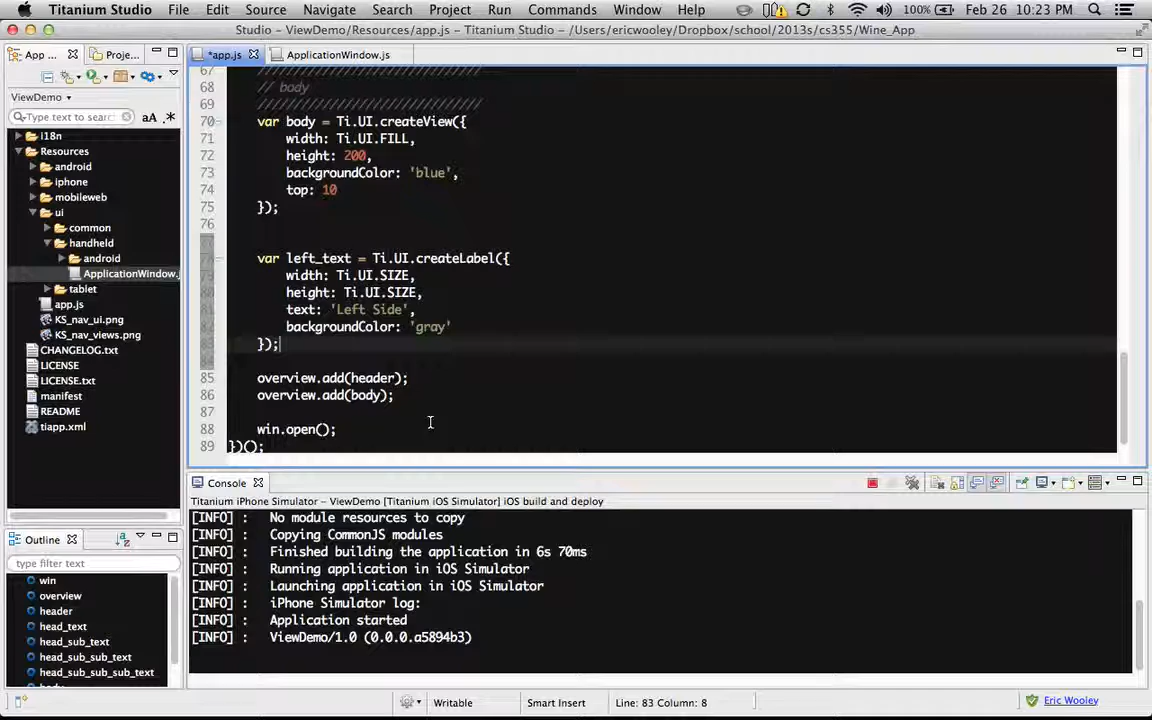 Titanium Studio File Edit Source Navigate Search Project Run Commands Window Help 100% Feb 26 10:23 PM
Studio - ViewDemo/Resources/app.js - Titanium Studio - /Users/ericwooley/Dropbox/school/2013s/cs355/Wine_App
App ... Proje... *app.js ApplicationWindow.js
ViewDemo
Type text to searc aA .*
i18n
Resources
android
iphone
mobileweb
ui
common
handheld
android
ApplicationWindow.j
tablet
app.js
KS_nav_ui.png
KS_nav_views.png
CHANGELOG.txt
LICENSE
LICENSE.txt
manifest
README
tiapp.xml
67 ///////////////////////////////
68 // body
69 ///////////////////////////////
70 var body = Ti.UI.createView({
71 width: Ti.UI.FILL,
72 height: 200,
73 backgroundColor: 'blue',
74 top: 10
75 });
76
var left_text = Ti.UI.createLabel({
width: Ti.UI.SIZE,
height: Ti.UI.SIZE,
text: 'Left Side',
backgroundColor: 'gray'
});
85 overview.add(header);
86 overview.add(body);
87
88 win.open();
89 })();
Outline
type filter text
win
overview
header
head_text
head_sub_text
head_sub_sub_text
head_sub_sub_sub_text
Console
Titanium iPhone Simulator - ViewDemo [Titanium iOS Simulator] iOS build and deploy
[INFO] : No module resources to copy
[INFO] : Copying CommonJS modules
[INFO] : Finished building the application in 6s 70ms
[INFO] : Running application in iOS Simulator
[INFO] : Launching application in iOS Simulator
[INFO] : iPhone Simulator log:
[INFO] : Application started
[INFO] : ViewDemo/1.0 (0.0.0.a5894b3)
Writable Smart Insert Line: 83 Column: 8 Eric Wooley